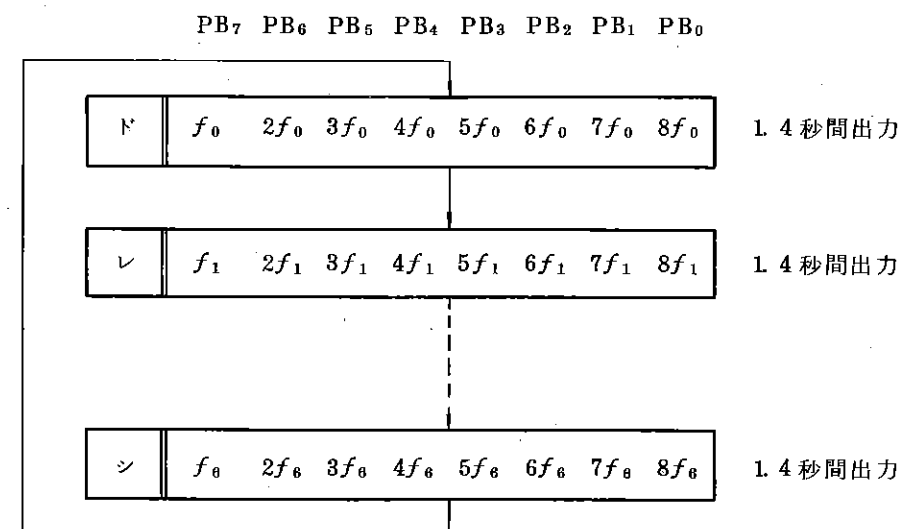 PB₇ PB₆ PB₅ PB₄ PB₃ PB₂ PB₁ PB₀
ド f₀ 2f₀ 3f₀ 4f₀ 5f₀ 6f₀ 7f₀ 8f₀ 1.4秒間出力
レ f₁ 2f₁ 3f₁ 4f₁ 5f₁ 6f₁ 7f₁ 8f₁ 1.4秒間出力
シ f₆ 2f₆ 3f₆ 4f₆ 5f₆ 6f₆ 7f₆ 8f₆ 1.4秒間出力